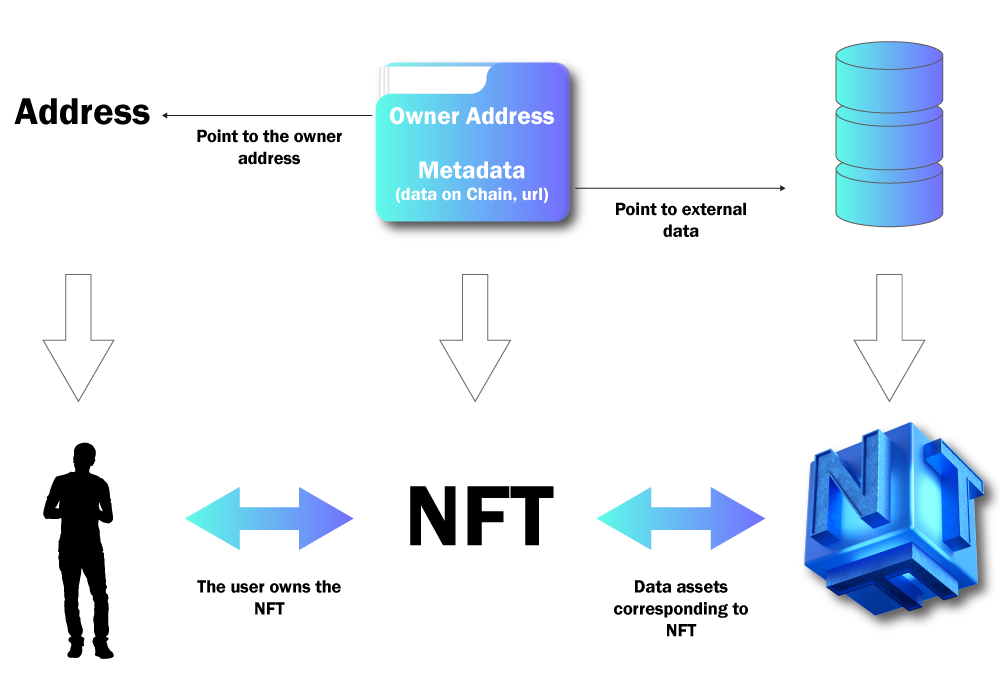 Address
Point to the owner
address
Owner Address
Metadata
(data on Chain, url)
Point to external
data
The user owns the
NFT
NFT
Data assets
corresponding to
NFT
N
T
F